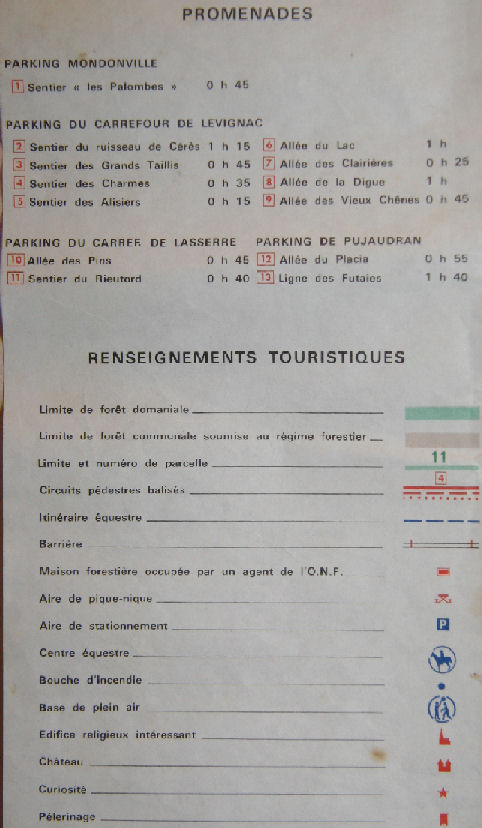 PROMENADES
PARKING MONDONVILLE
1 Sentier « les Palombes » 0 h 45
PARKING DU CARREFOUR DE LEVIGNAC
2 Sentier du ruisseau de Cérès 1 h 15 6 Allée du Lac 1 h
3 Sentier des Grands Taillis 0 h 45 7 Allée des Clairières 0 h 25
4 Sentier des Charmes 0 h 35 8 Allée de la Digue 1 h
5 Sentier des Alisiers 0 h 15 9 Allée des Vieux Chênes 0 h 45
PARKING DU CARREF. DE LASSERRE PARKING DE PUJAUDRAN
10 Allée des Pins 0 h 45 12 Allée du Placia 0 h 55
11 Sentier du Rieutord 0 h 40 13 Ligne des Futaies 1 h 40
RENSEIGNEMENTS TOURISTIQUES
Limite de forêt domaniale
Limite de forêt communale soumise au régime forestier
Limite et numéro de parcelle 11
Circuits pédestres balisés 4
Itinéraire équestre
Barrière
Maison forestière occupée par un agent de l'O.N.F.
Aire de pique-nique
Aire de stationnement P
Centre équestre
Bouche d'incendie
Base de plein air
Edifice religieux intéressant
Château
Curiosité
Pélerinage